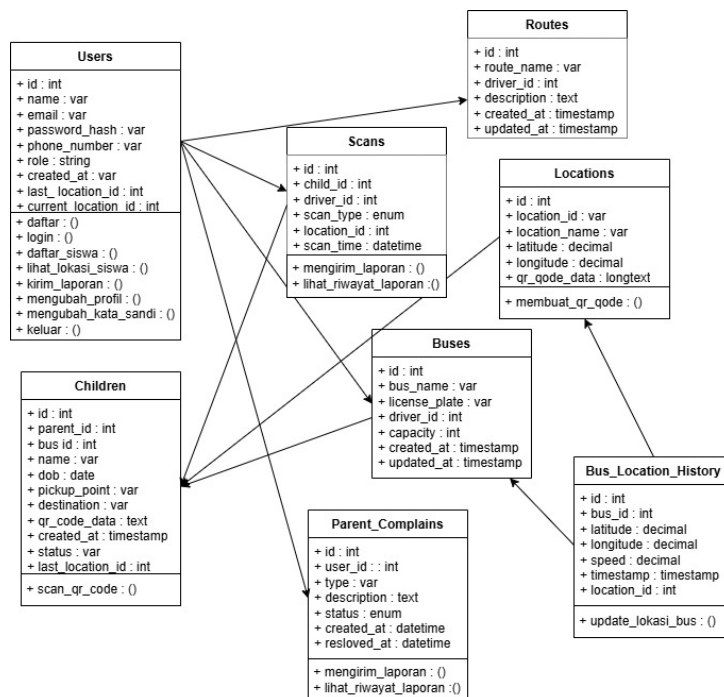 Users
+ id : int
+ name : var
+ email : var
+ password_hash : var
+ phone_number : var
+ role : string
+ created_at : var
+ last_ location_id : int
+ current_location_id : int
+ daftar : ()
+ login : ()
+ daftar_siswa : ()
+ lihat_lokasi_siswa : ()
+ kirim_laporan : ()
+ mengubah_profil : ()
+ mengubah_kata_sandi : ()
+ keluar : ()
Routes
+ id : int
+ route_name : var
+ driver_id : int
+ description : text
+ created_at : timestamp
+ updated_at : timestamp
Scans
+ id : int
+ child_id : int
+ driver_id : int
+ scan_type : enum
+ location_id : int
+ scan_time : datetime
+ mengirim_laporan : ()
+ lihat_riwayat_laporan :()
Locations
+ id : int
+ location_id : var
+ location_name : var
+ latitude : decimal
+ longitude : decimal
+ qr_qode_data : longtext
+ membuat_qr_qode : ()
Buses
+ id : int
+ bus_name : var
+ license_plate : var
+ driver_id : int
+ capacity : int
+ created_at : timestamp
+ updated_at : timestamp
Children
+ id : int
+ parent_id : int
+ bus id : int
+ name : var
+ dob : date
+ pickup_point : var
+ destination : var
+ qr_code_data : text
+ created_at : timestamp
+ status : var
+ last_location_id : int
+ scan_qr_code : ()
Parent_Complains
+ id : int
+ user_id : : int
+ type : var
+ description : text
+ status : enum
+ created_at : datetime
+ resloved_at : datetime
+ mengirim_laporan : ()
+ lihat_riwayat_laporan :()
Bus_Location_History
+ id : int
+ bus_id : int
+ latitude : decimal
+ longitude : decimal
+ speed : decimal
+ timestamp : timestamp
+ location_id : int
+ update_lokasi_bus : ()